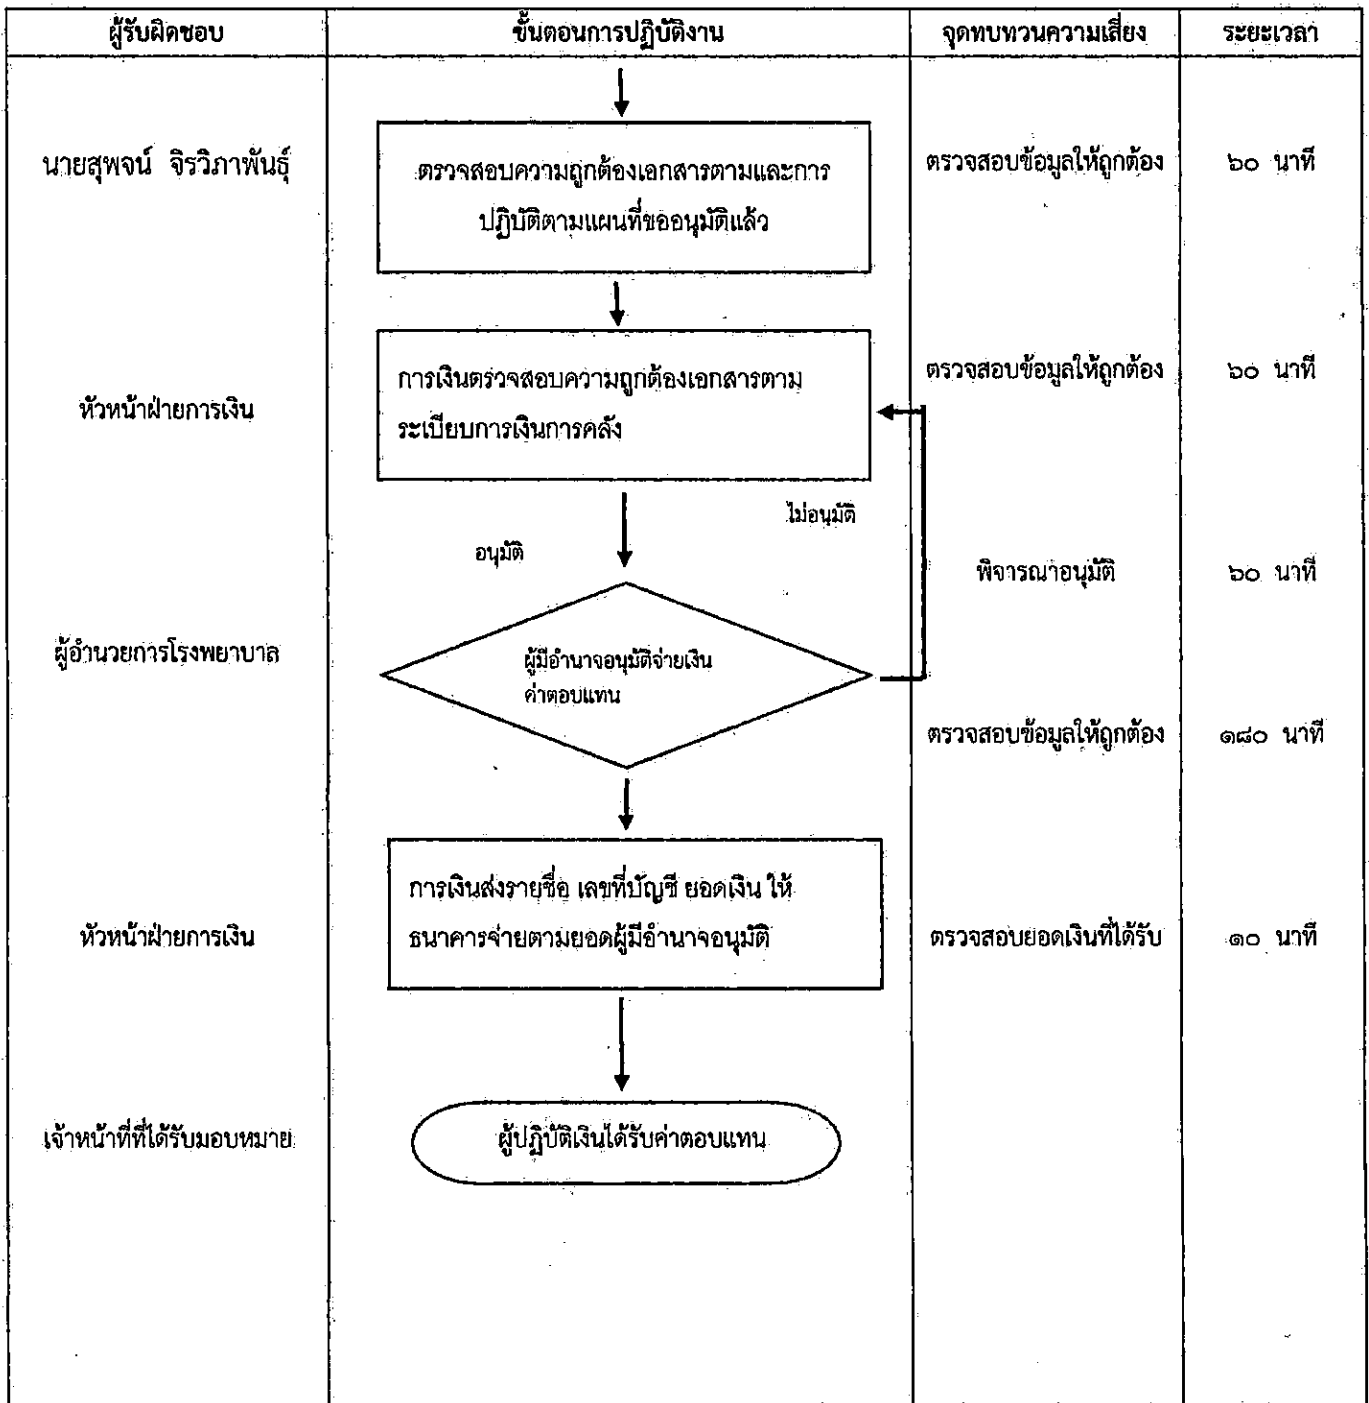 ผู้รับผิดชอบ ขั้นตอนการปฏิบัติงาน จุดทบทวนความเสี่ยง ระยะเวลา
นายสุพจน์ จิรวิภาพันธุ์
ตรวจสอบความถูกต้องเอกสารตามและการ
ปฏิบัติตามแผนที่ขออนุมัติแล้ว
ตรวจสอบข้อมูลให้ถูกต้อง
๖๐ นาที
หัวหน้าฝ่ายการเงิน
การเงินตรวจสอบความถูกต้องเอกสารตาม
ระเบียบการเงินการคลัง
ตรวจสอบข้อมูลให้ถูกต้อง
๖๐ นาที
ไม่อนุมัติ
อนุมัติ
พิจารณาอนุมัติ
๖๐ นาที
ผู้อำนวยการโรงพยาบาล
ผู้มีอำนาจอนุมัติจ่ายเงิน
ค่าตอบแทน
ตรวจสอบข้อมูลให้ถูกต้อง
๑๘๐ นาที
หัวหน้าฝ่ายการเงิน
การเงินส่งรายชื่อ เลขที่บัญชี ยอดเงิน ให้
ธนาคารจ่ายตามยอดผู้มีอำนาจอนุมัติ
ตรวจสอบยอดเงินที่ได้รับ
๑๐ นาที
เจ้าหน้าที่ที่ได้รับมอบหมาย
ผู้ปฏิบัติเงินได้รับค่าตอบแทน